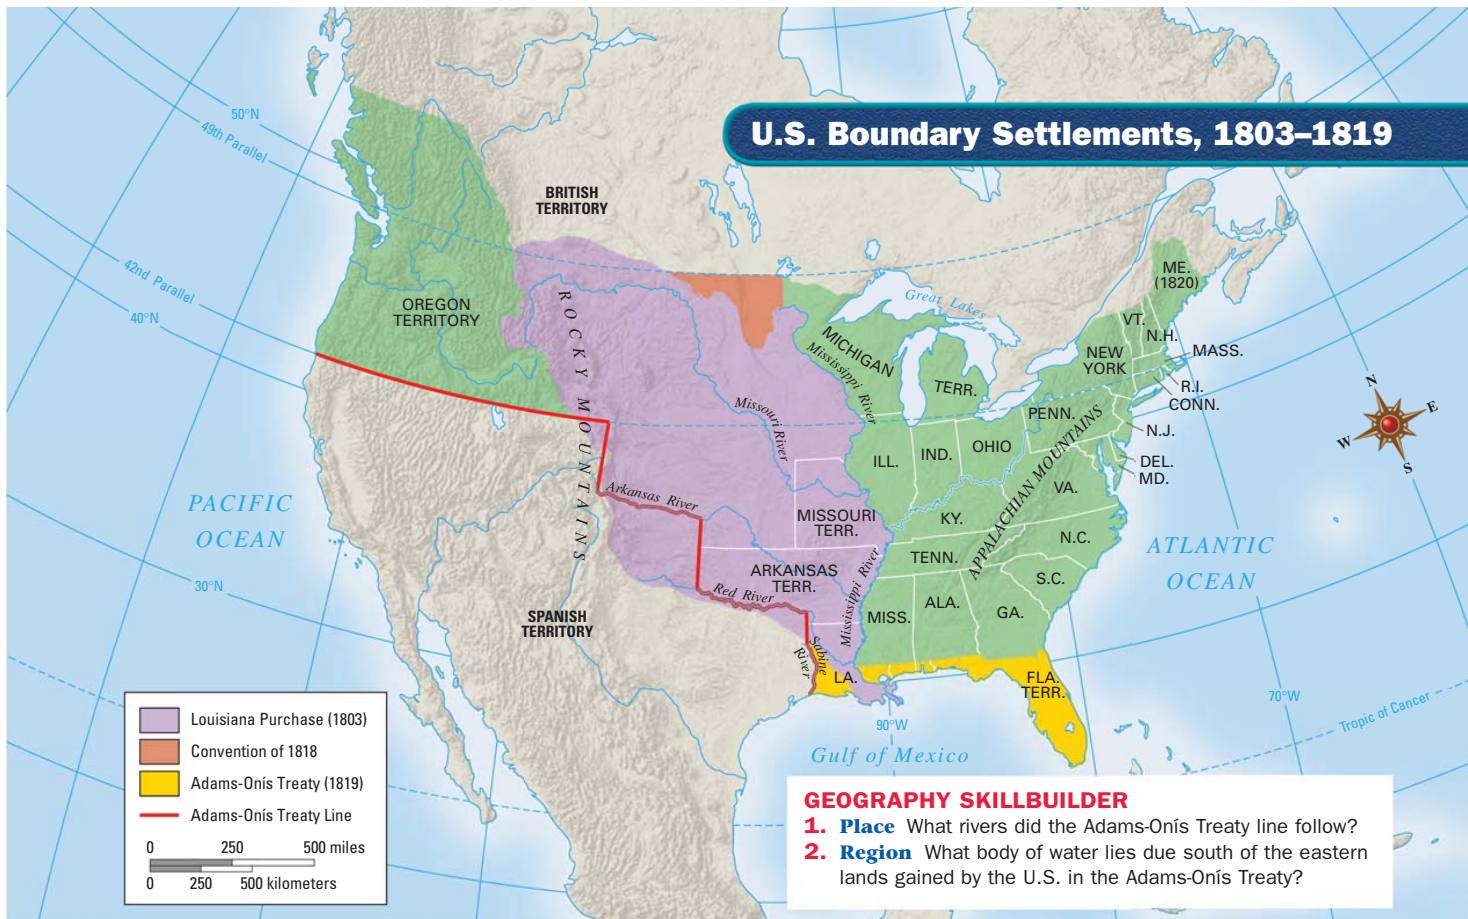 U.S. Boundary Settlements, 1803–1819
50°N
49th Parallel
42nd Parallel
40°N
30°N
BRITISH
TERRITORY
OREGON
TERRITORY
ROCKY MOUNTAINS
Great Lakes
ME.
(1820)
VT.
N.H.
NEW
YORK
MASS.
R.I.
CONN.
MICHIGAN
TERR.
Mississippi River
Missouri River
PENN.
N.J.
OHIO
IND.
ILL.
DEL.
MD.
APPALACHIAN MOUNTAINS
VA.
KY.
N.C.
TENN.
S.C.
MISSOURI
TERR.
Arkansas River
ARKANSAS
TERR.
Red River
Mississippi River
MISS.
ALA.
GA.
Sabine
River
LA.
FLA.
TERR.
PACIFIC
OCEAN
ATLANTIC
OCEAN
SPANISH
TERRITORY
Gulf of Mexico
90°W
70°W
Tropic of Cancer
N
E
W
S
Louisiana Purchase (1803)
Convention of 1818
Adams-Onís Treaty (1819)
Adams-Onís Treaty Line
0 250 500 miles
0 250 500 kilometers
GEOGRAPHY SKILLBUILDER
1. Place What rivers did the Adams-Onís Treaty line follow?
2. Region What body of water lies due south of the eastern
lands gained by the U.S. in the Adams-Onís Treaty?